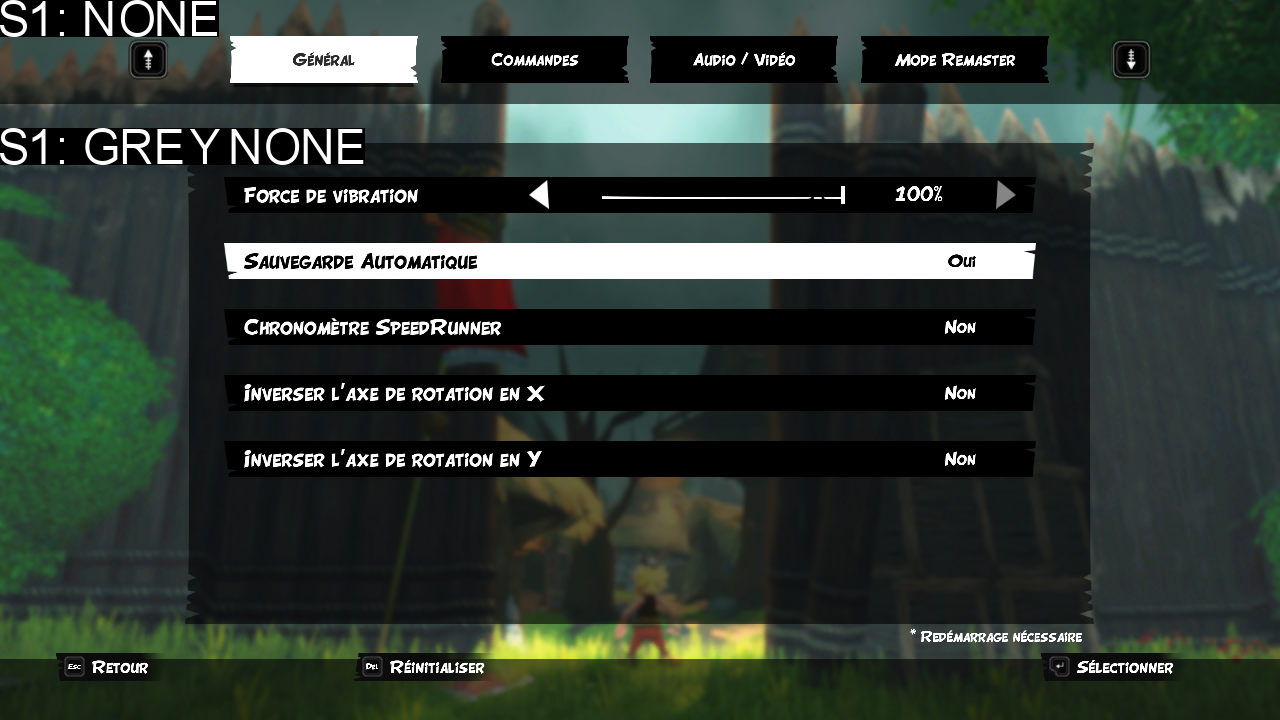 S1: NONE
Général
Commandes
Audio / Vidéo
Mode Remaster
S1: GREY NONE
Force de vibration 100%
Sauvegarde Automatique Oui
Chronomètre SpeedRunner Non
Inverser l'axe de rotation en X Non
Inverser l'axe de rotation en Y Non
* Redémarrage nécessaire
Esc Retour
Del Réinitialiser
Sélectionner